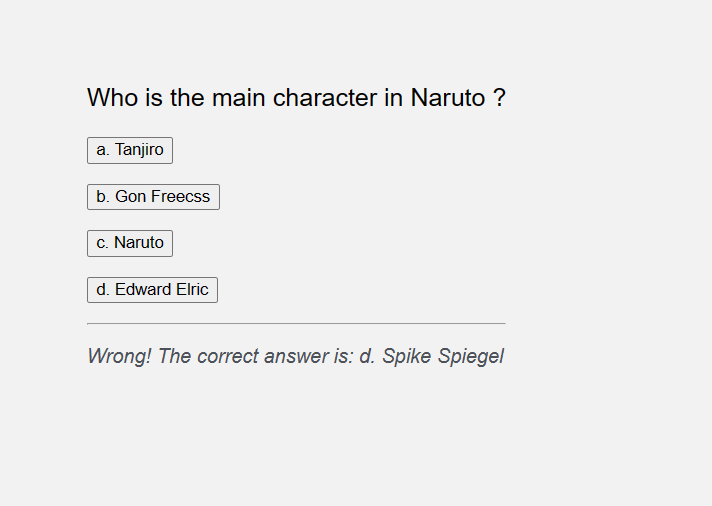 Who is the main character in Naruto ?
a. Tanjiro
b. Gon Freecss
c. Naruto
d. Edward Elric
Wrong! The correct answer is: d. Spike Spiegel